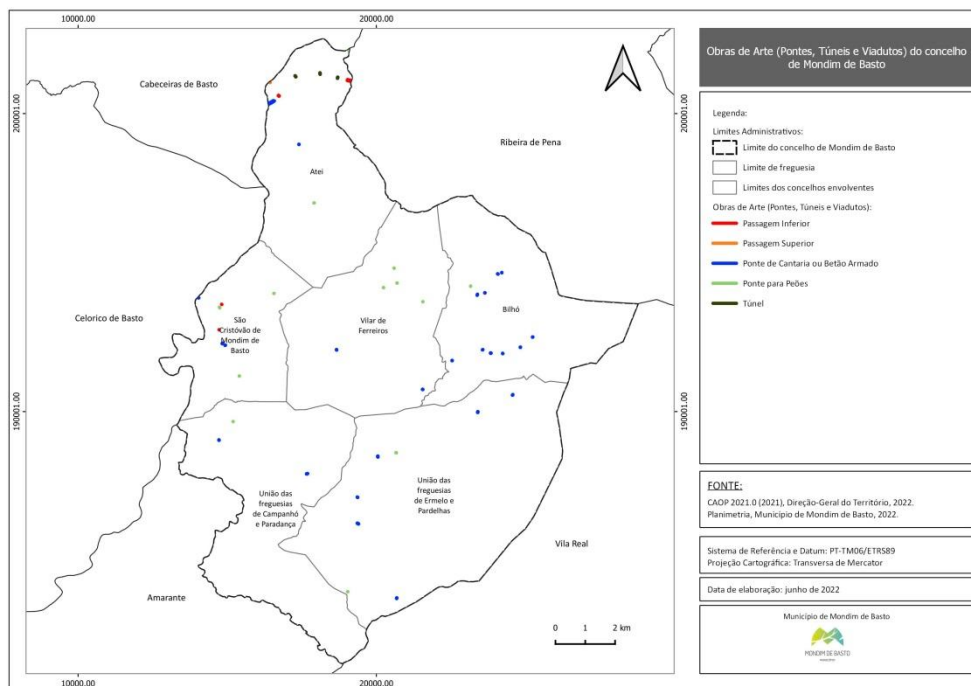 10000.00
20000.00
200001.00
200001.00
190001.00
190001.00
10000.00
20000.00
Cabeceiras de Basto
Ribeira de Pena
Atei
Celorico de Basto
São
Cristóvão de
Mondim de
Basto
Vilar de
Ferreiros
Bilhó
União das
freguesias
de Campanhó
e Paradança
União das
freguesias
de Ermelo e
Pardelhas
Vila Real
Amarante
0 1 2 km
Obras de Arte (Pontes, Túneis e Viadutos) do concelho
de Mondim de Basto
Legenda:
Limites Administrativos:
Limite do concelho de Mondim de Basto
Limite de freguesia
Limites dos concelhos envolventes
Obras de Arte (Pontes, Túneis e Viadutos):
Passagem Inferior
Passagem Superior
Ponte de Cantaria ou Betão Armado
Ponte para Peões
Túnel
FONTE:
CAOP 2021.0 (2021), Direção-Geral do Território, 2022.
Planimetria, Município de Mondim de Basto, 2022.
Sistema de Referência e Datum: PT-TM06/ETRS89
Projeção Cartográfica: Transversa de Mercator
Data de elaboração: junho de 2022
Município de Mondim de Basto
MONDIM DE BASTO